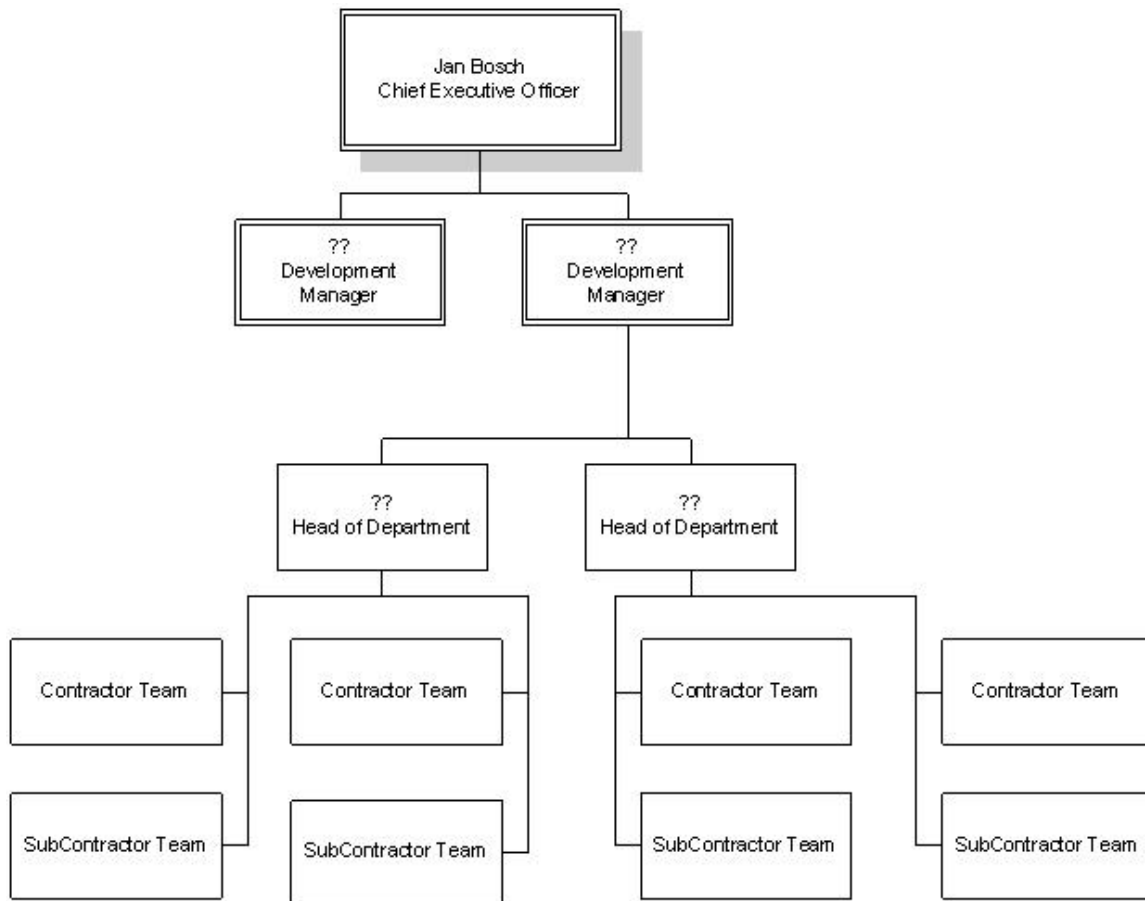 Jan Bosch
Chief Executive Officer
??
Development
Manager
??
Development
Manager
??
Head of Department
??
Head of Department
Contractor Team
Contractor Team
Contractor Team
Contractor Team
SubContractor Team
SubContractor Team
SubContractor Team
SubContractor Team